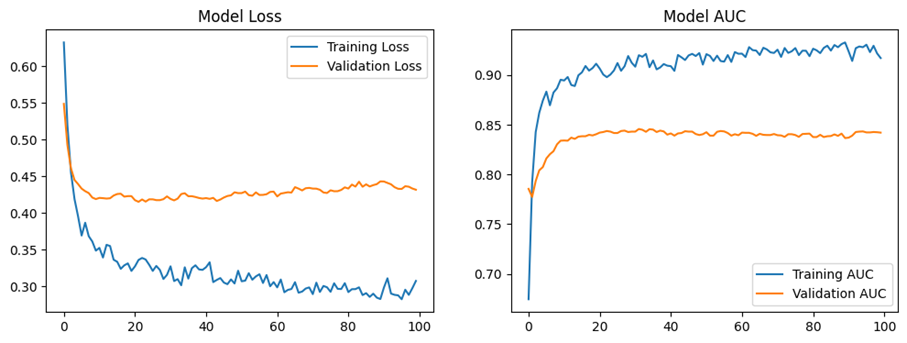 Model Loss
Training Loss
Validation Loss
0.60
0.55
0.50
0.45
0.40
0.35
0.30
0 20 40 60 80 100
Model AUC
0.90
0.85
0.80
0.75
0.70
Training AUC
Validation AUC
0 20 40 60 80 100